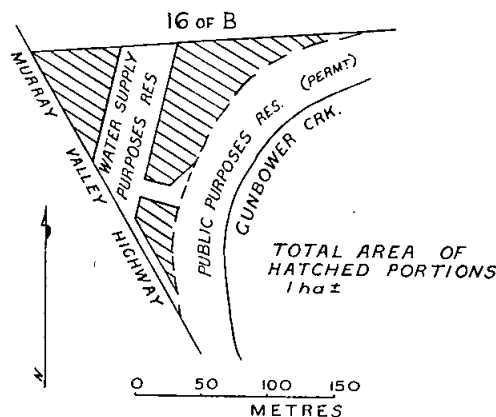 16 OF B
MURRAY
VALLEY
HIGHWAY
WATER SUPPLY
PURPOSES RES
PUBLIC PURPOSES RES. (PERMT)
GUNBOWER CRK.
TOTAL AREA OF
HATCHED PORTIONS
1 ha ±
N
0 50 100 150
METRES